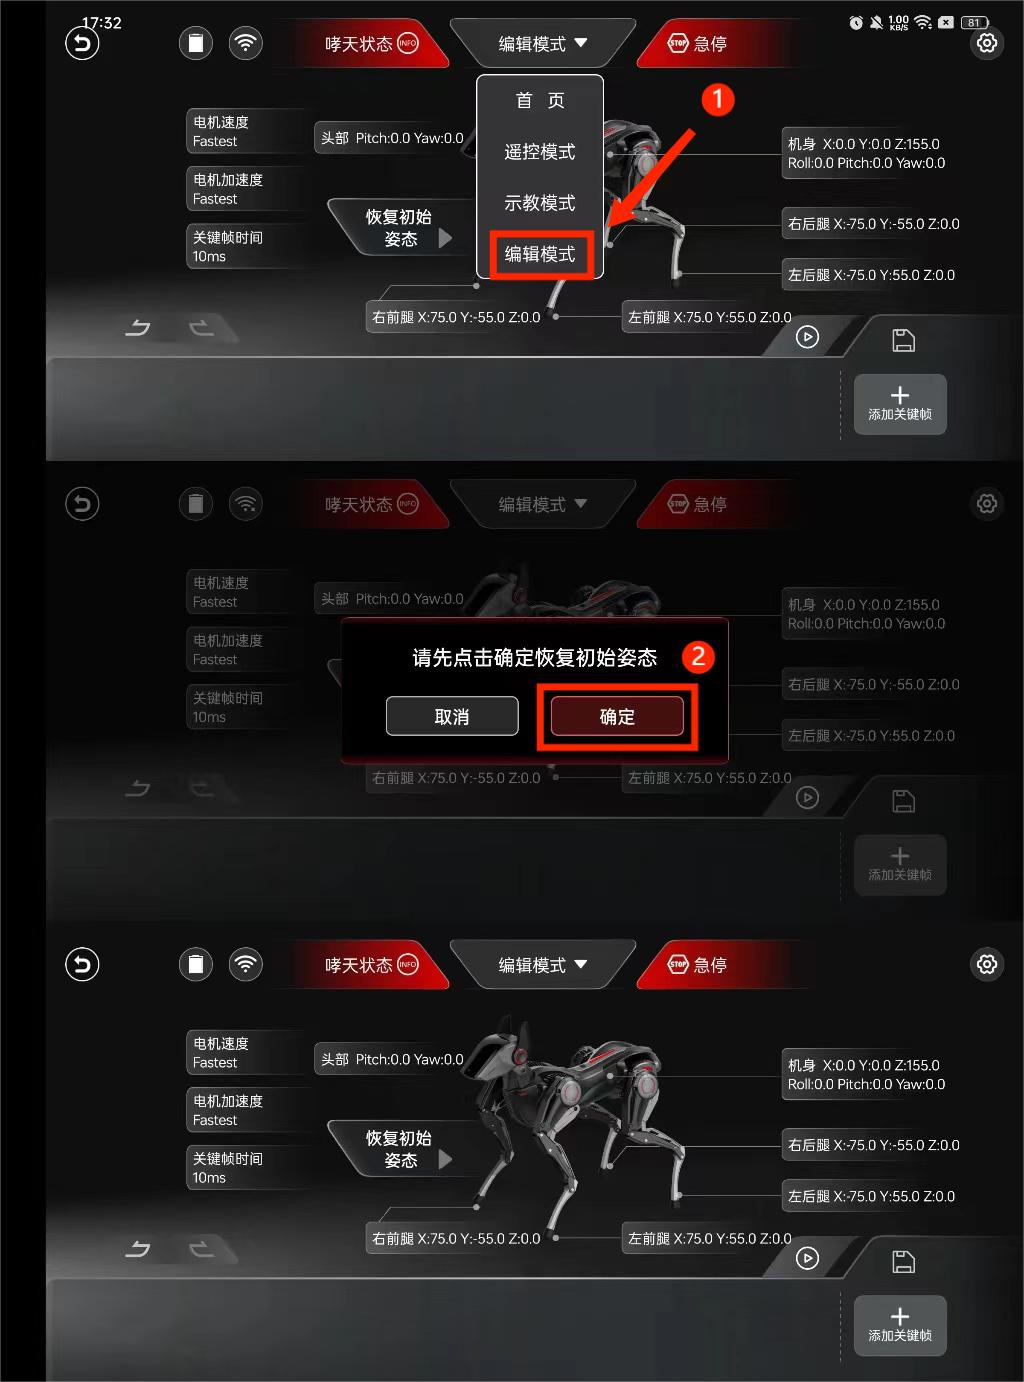 17:32
1.00
KB/S
81
哮天状态 INFO
编辑模式
STOP 急停
首 页
遥控模式
示教模式
编辑模式
1
电机速度
Fastest
电机加速度
Fastest
关键帧时间
10ms
头部 Pitch:0.0 Yaw:0.0
恢复初始
姿态
机身 X:0.0 Y:0.0 Z:155.0
Roll:0.0 Pitch:0.0 Yaw:0.0
右后腿 X:-75.0 Y:-55.0 Z:0.0
左后腿 X:-75.0 Y:55.0 Z:0.0
右前腿 X:75.0 Y:-55.0 Z:0.0
左前腿 X:75.0 Y:55.0 Z:0.0
添加关键帧
哮天状态 INFO
编辑模式
STOP 急停
电机速度
Fastest
电机加速度
Fastest
关键帧时间
10ms
头部 Pitch:0.0 Yaw:0.0
机身 X:0.0 Y:0.0 Z:155.0
Roll:0.0 Pitch:0.0 Yaw:0.0
请先点击确定恢复初始姿态
2
取消
确定
右后腿 X:-75.0 Y:-55.0 Z:0.0
左后腿 X:-75.0 Y:55.0 Z:0.0
右前腿 X:75.0 Y:-55.0 Z:0.0
左前腿 X:75.0 Y:55.0 Z:0.0
添加关键帧
哮天状态 INFO
编辑模式
STOP 急停
电机速度
Fastest
电机加速度
Fastest
关键帧时间
10ms
头部 Pitch:0.0 Yaw:0.0
恢复初始
姿态
机身 X:0.0 Y:0.0 Z:155.0
Roll:0.0 Pitch:0.0 Yaw:0.0
右后腿 X:-75.0 Y:-55.0 Z:0.0
左后腿 X:-75.0 Y:55.0 Z:0.0
右前腿 X:75.0 Y:-55.0 Z:0.0
左前腿 X:75.0 Y:55.0 Z:0.0
添加关键帧